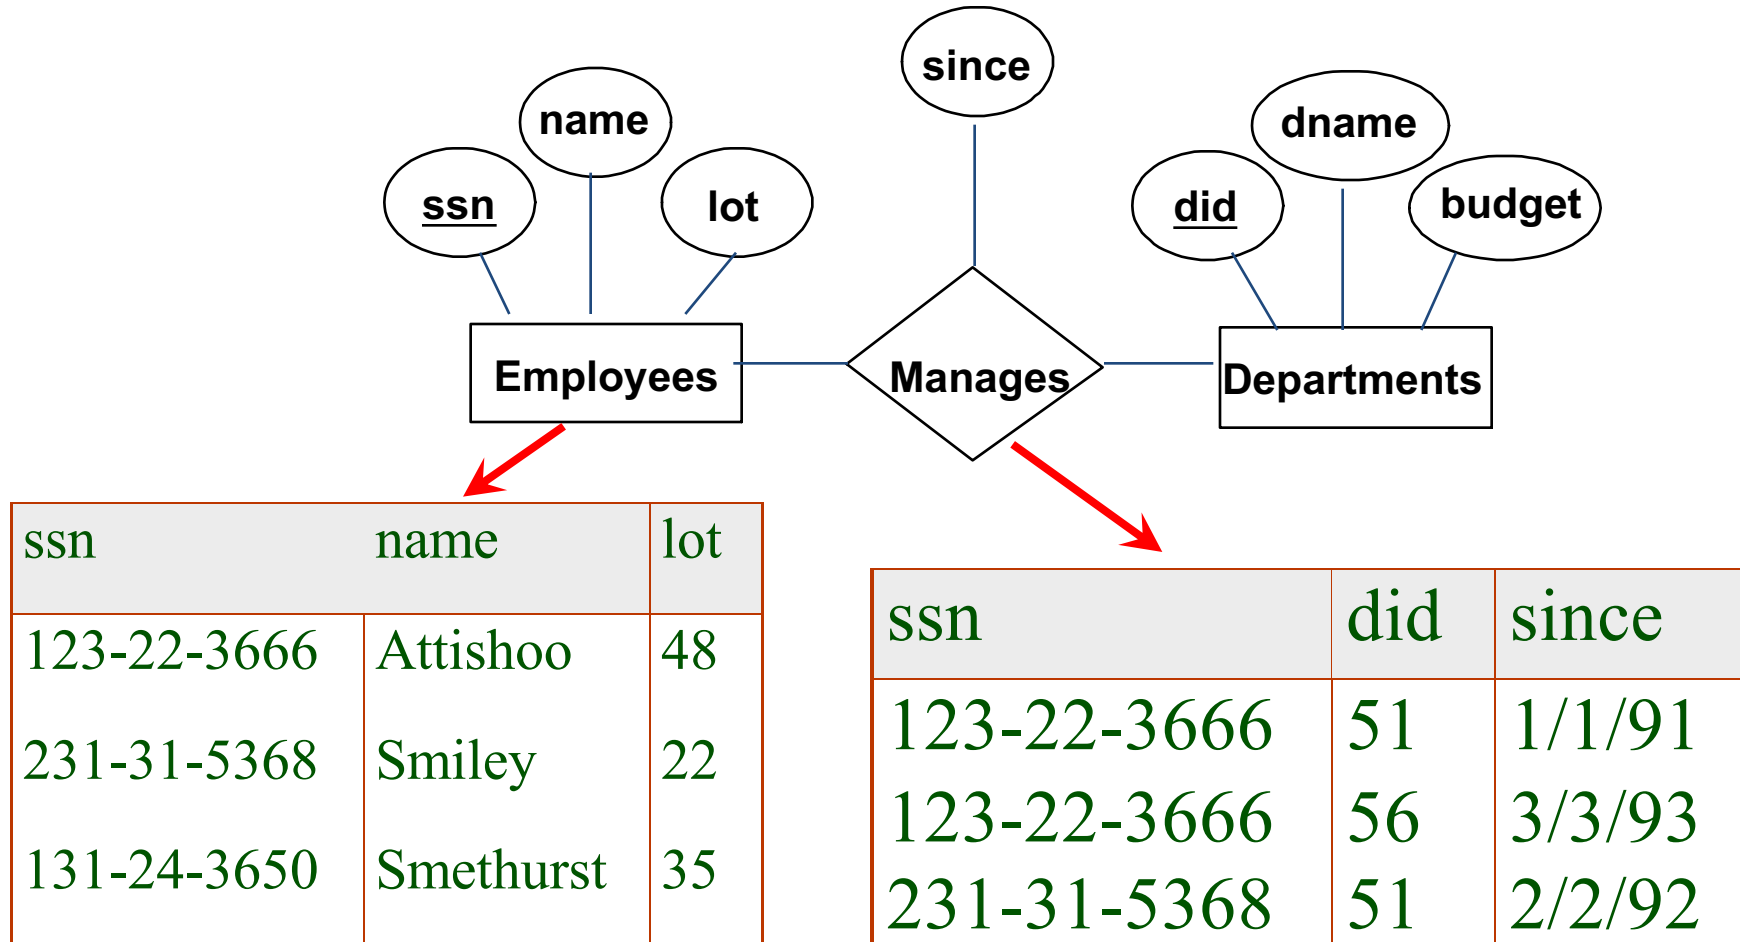 since
name
dname
ssn
lot
did
budget
Employees
Manages
Departments
ssn name lot
123-22-3666 Attishoo 48
231-31-5368 Smiley 22
131-24-3650 Smethurst 35
ssn did since
123-22-3666 51 1/1/91
123-22-3666 56 3/3/93
231-31-5368 51 2/2/92